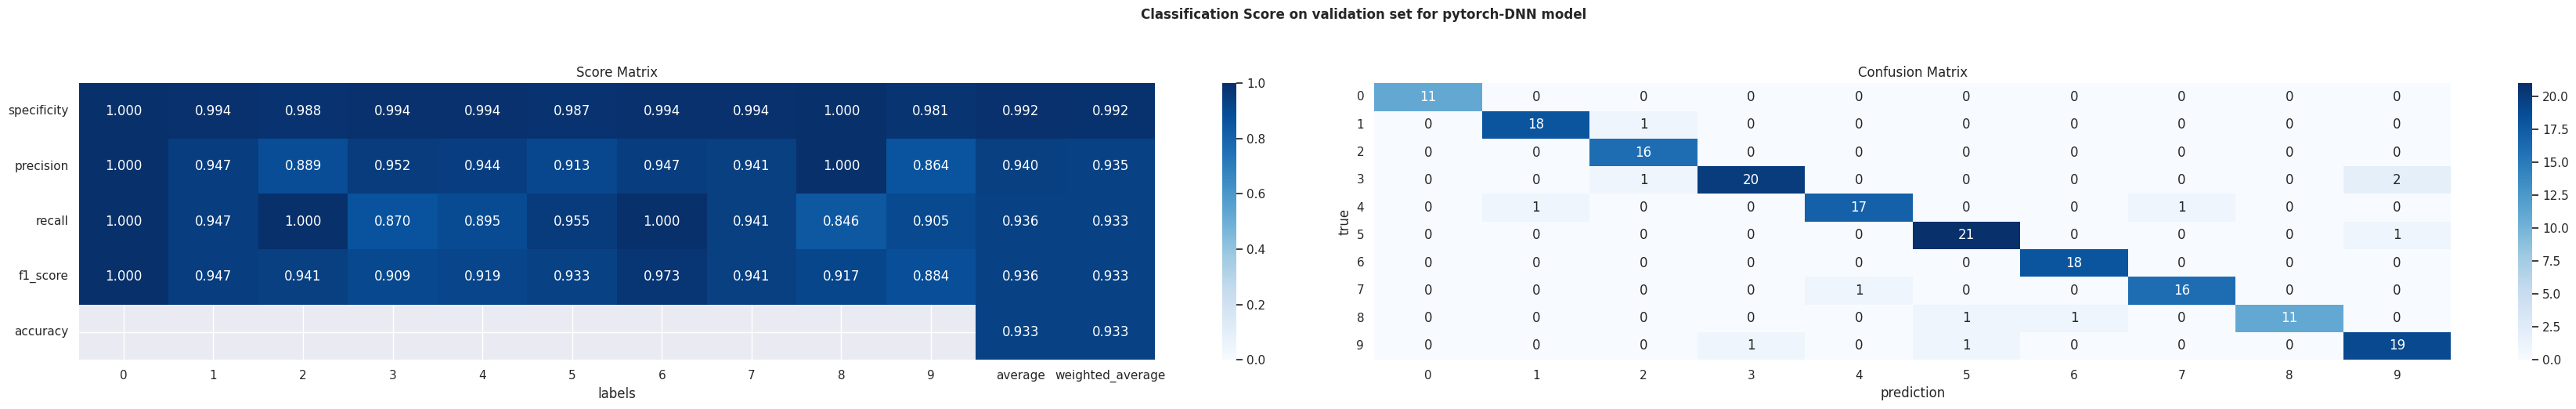 Classification Score on validation set for pytorch-DNN model
Score Matrix
specificity 1.000 0.994 0.988 0.994 0.994 0.987 0.994 0.994 1.000 0.981 0.992 0.992
precision 1.000 0.947 0.889 0.952 0.944 0.913 0.947 0.941 1.000 0.864 0.940 0.935
recall 1.000 0.947 1.000 0.870 0.895 0.955 1.000 0.941 0.846 0.905 0.936 0.933
f1_score 1.000 0.947 0.941 0.909 0.919 0.933 0.973 0.941 0.917 0.884 0.936 0.933
accuracy 0.933 0.933
0 1 2 3 4 5 6 7 8 9 average weighted_average
labels
1.0
0.8
0.6
0.4
0.2
0.0
Confusion Matrix
true
0 11 0 0 0 0 0 0 0 0 0
1 0 18 1 0 0 0 0 0 0 0
2 0 0 16 0 0 0 0 0 0 0
3 0 0 1 20 0 0 0 0 0 2
4 0 1 0 0 17 0 0 1 0 0
5 0 0 0 0 0 21 0 0 0 1
6 0 0 0 0 0 0 18 0 0 0
7 0 0 0 0 1 0 0 16 0 0
8 0 0 0 0 0 1 1 0 11 0
9 0 0 0 1 0 1 0 0 0 19
0 1 2 3 4 5 6 7 8 9
prediction
20.0
17.5
15.0
12.5
10.0
7.5
5.0
2.5
0.0